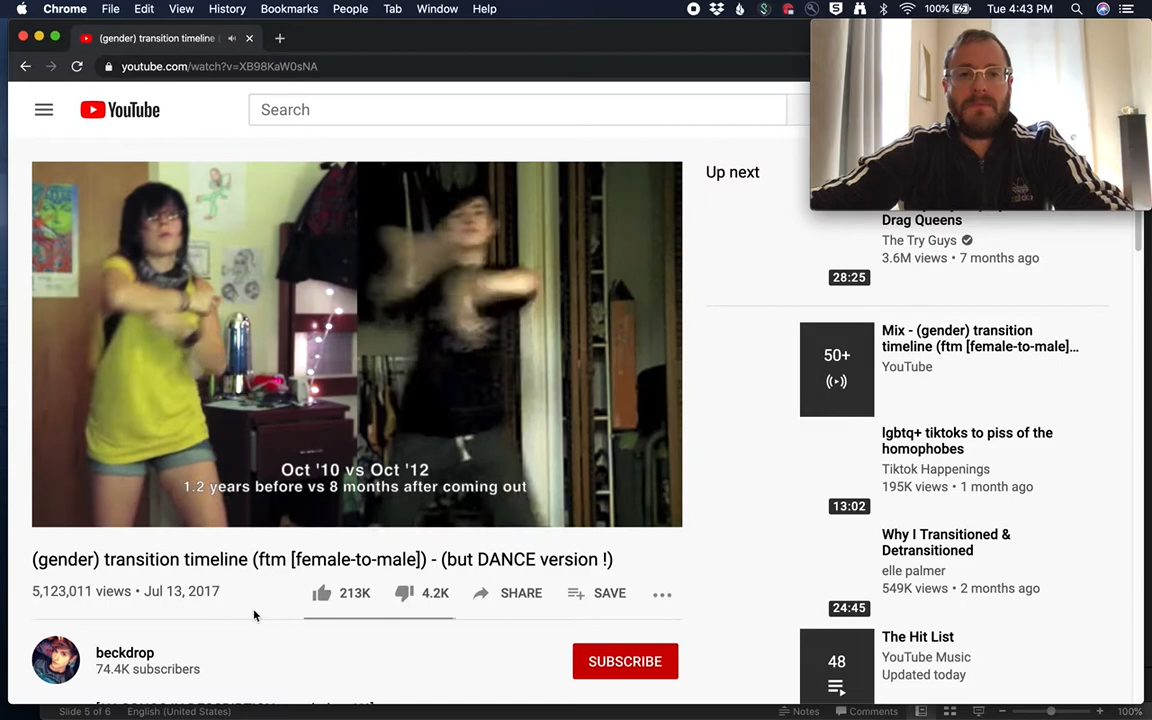 Chrome File Edit View History Bookmarks People Tab Window Help
100% Tue 4:43 PM
(gender) transition timeline
youtube.com/watch?v=XB98KaW0sNA
YouTube
Search
Oct '10 vs Oct '12
1.2 years before vs 8 months after coming out
(gender) transition timeline (ftm [female-to-male]) - (but DANCE version !)
5,123,011 views • Jul 13, 2017
213K 4.2K SHARE SAVE
beckdrop
74.4K subscribers
SUBSCRIBE
Up next
Drag Queens
The Try Guys
3.6M views • 7 months ago
28:25
50+
Mix - (gender) transition
timeline (ftm [female-to-male]...
YouTube
lgbtq+ tiktoks to piss of the
homophobes
Tiktok Happenings
195K views • 1 month ago
13:02
Why I Transitioned &
Detransitioned
elle palmer
549K views • 2 months ago
24:45
48
The Hit List
YouTube Music
Updated today
Slide 5 of 6 English (United States) Notes Comments 100%